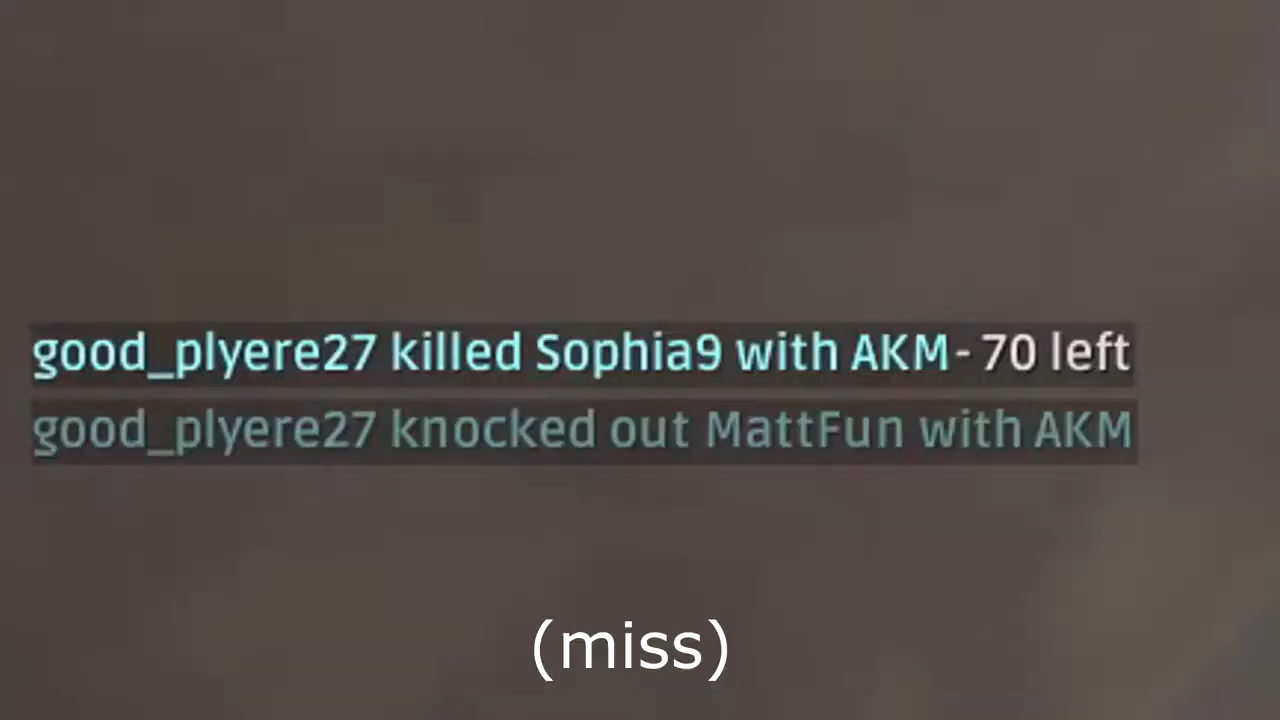 good_plyere27 killed Sophia9 with AKM - 70 left
good_plyere27 knocked out MattFun with AKM
(miss)